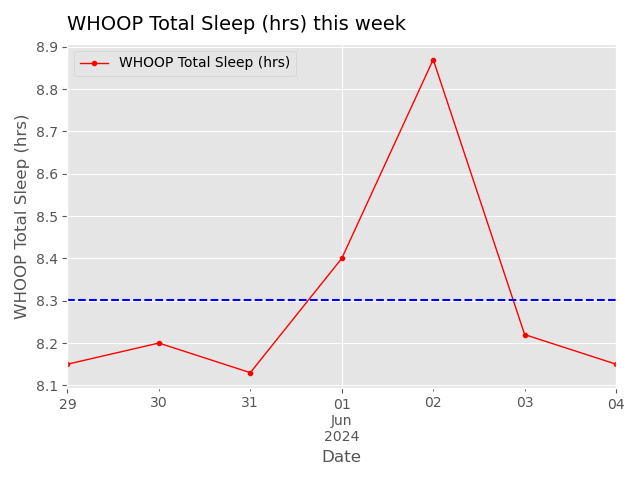 WHOOP Total Sleep (hrs) this week
WHOOP Total Sleep (hrs)
WHOOP Total Sleep (hrs)
8.9
8.8
8.7
8.6
8.5
8.4
8.3
8.2
8.1
29 30 31 01 02 03 04
Jun
2024
Date